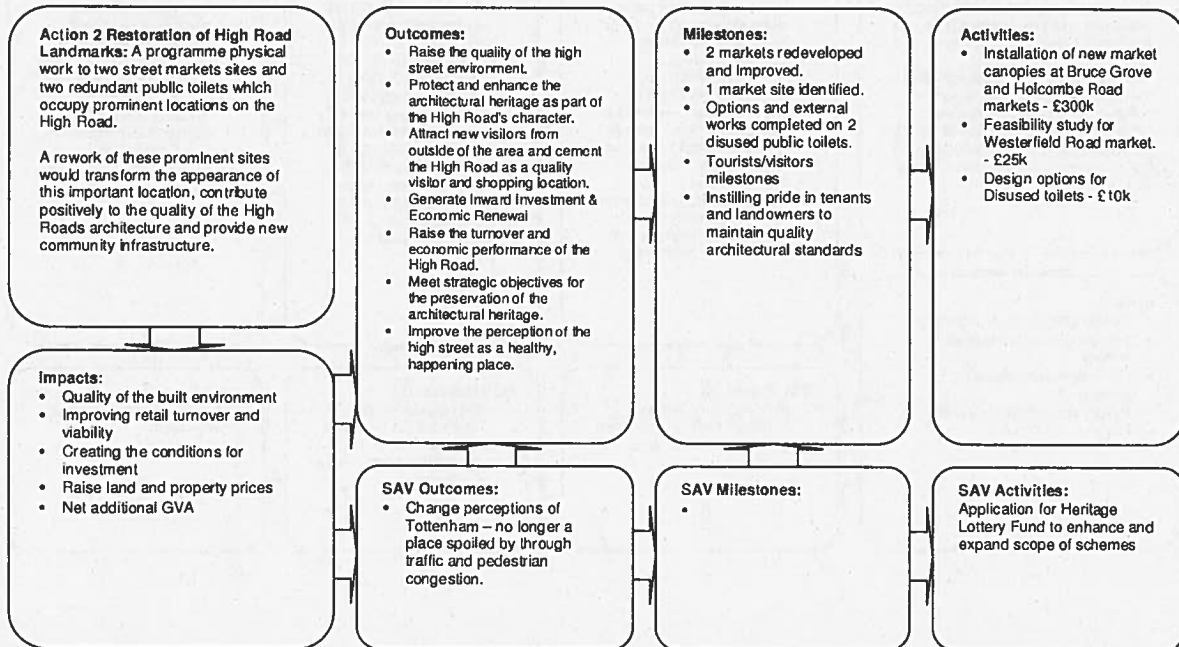 Action 2 Restoration of High Road
Landmarks: A programme physical
work to two street markets sites and
two redundant public toilets which
occupy prominent locations on the
High Road.
A rework of these prominent sites
would transform the appearance of
this important location, contribute
positively to the quality of the High
Roads architecture and provide new
community infrastructure.
Outcomes:
• Raise the quality of the high
street environment.
• Protect and enhance the
architectural heritage as part of
the High Road's character.
• Attract new visitors from
outside of the area and cement
the High Road as a quality
visitor and shopping location.
• Generate Inward Investment &
Economic Renewal
• Raise the turnover and
economic performance of the
High Road.
• Meet strategic objectives for
the preservation of the
architectural heritage.
• Improve the perception of the
high street as a healthy,
happening place.
Milestones:
• 2 markets redeveloped
and Improved.
• 1 market site identified.
• Options and external
works completed on 2
disused public toilets.
• Tourists/visitors
milestones
• Instilling pride in tenants
and landowners to
maintain quality
architectural standards
Activities:
• Installation of new market
canopies at Bruce Grove
and Holcombe Road
markets - £300k
• Feasibility study for
Westerfield Road market.
- £25k
• Design options for
Disused toilets - £10k
Impacts:
• Quality of the built environment
• Improving retail turnover and
viability
• Creating the conditions for
investment
• Raise land and property prices
• Net additional GVA
SAV Outcomes:
• Change perceptions of
Tottenham – no longer a
place spoiled by through
traffic and pedestrian
congestion.
SAV Milestones:
•
SAV Activities:
Application for Heritage
Lottery Fund to enhance and
expand scope of schemes